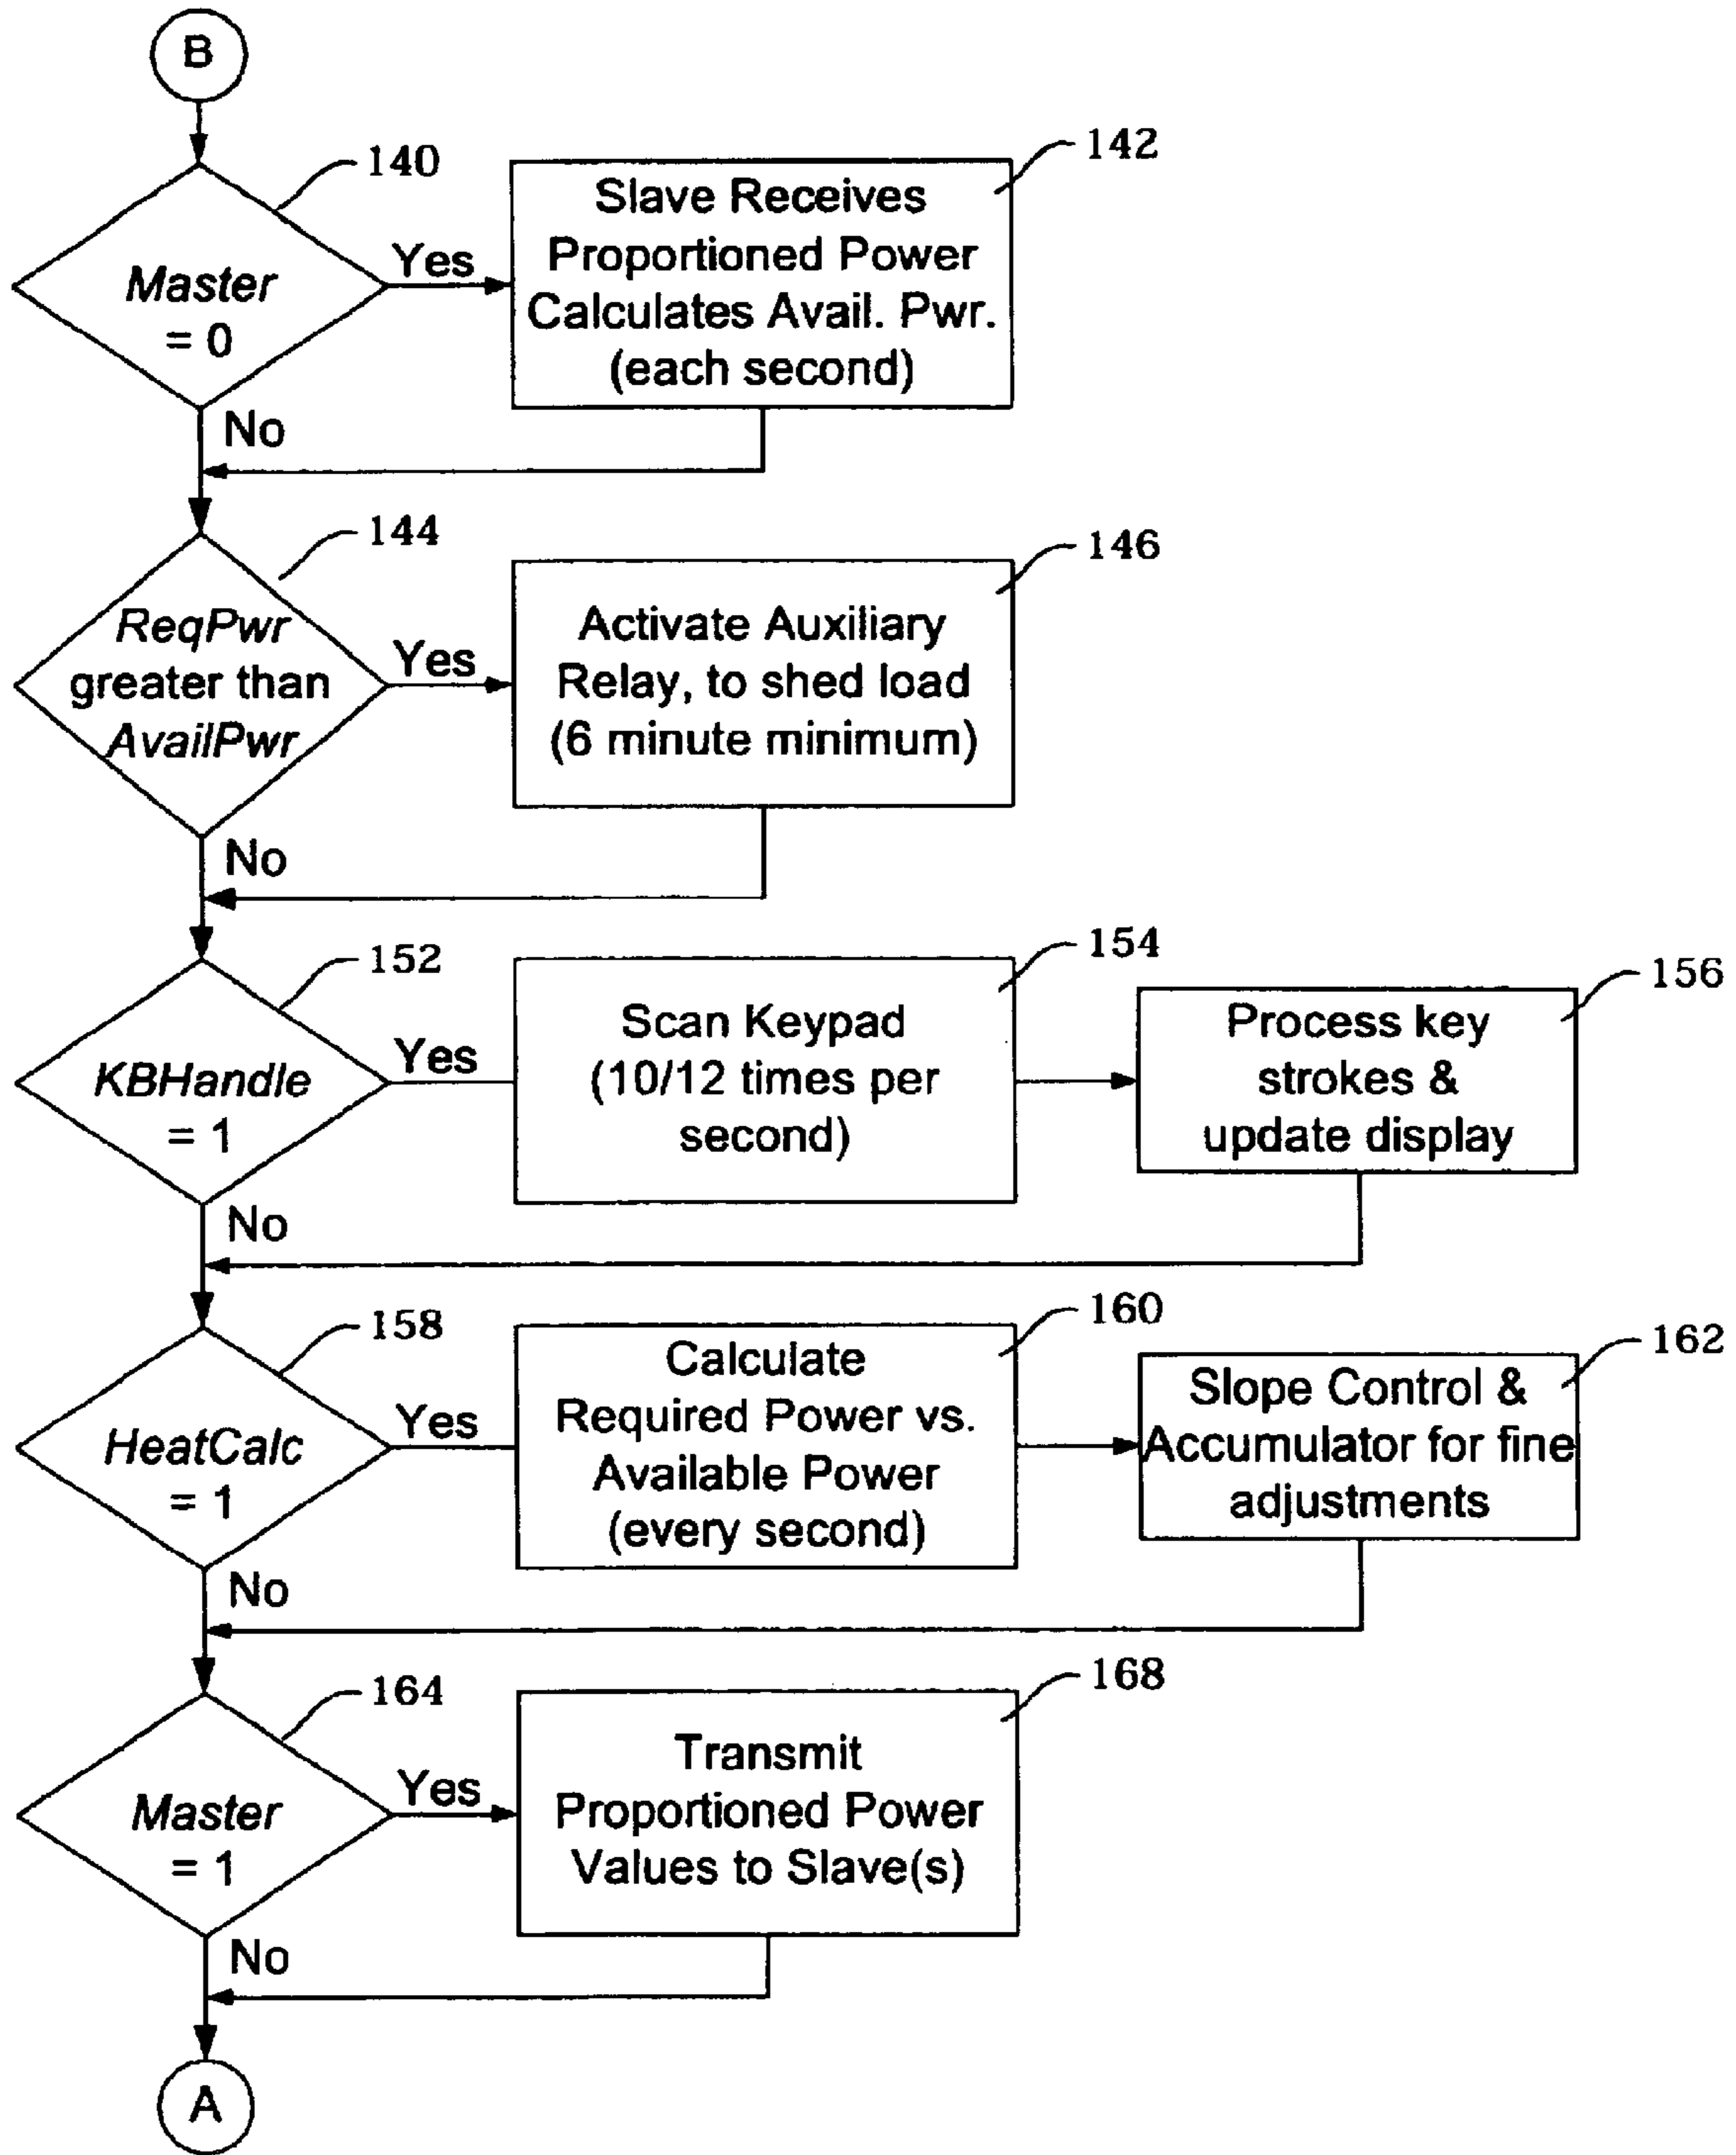 B
140
Master
= 0
Yes
No
142
Slave Receives
Proportioned Power
Calculates Avail. Pwr.
(each second)
144
ReqPwr
greater than
AvailPwr
Yes
No
146
Activate Auxiliary
Relay, to shed load
(6 minute minimum)
152
KBHandle
= 1
Yes
No
154
Scan Keypad
(10/12 times per
second)
156
Process key
strokes &
update display
158
HeatCalc
= 1
Yes
No
160
Calculate
Required Power vs.
Available Power
(every second)
162
Slope Control &
Accumulator for fine
adjustments
164
Master
= 1
Yes
No
168
Transmit
Proportioned Power
Values to Slave(s)
A